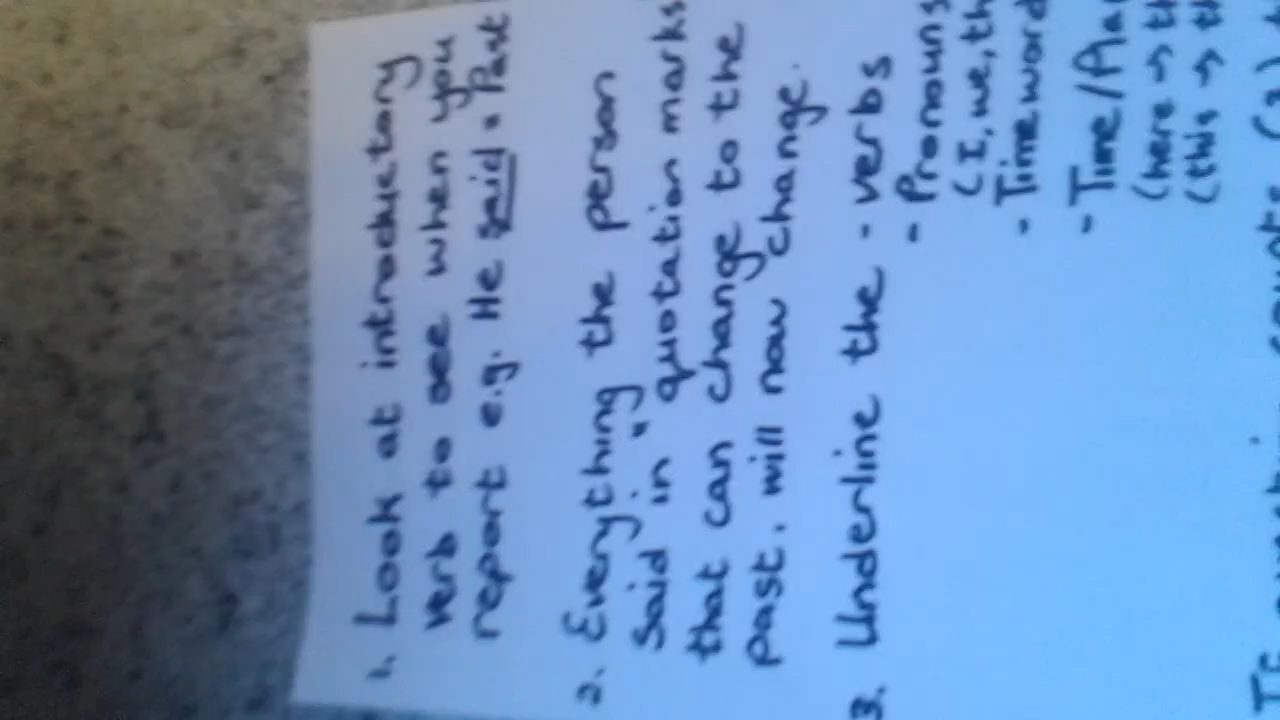 1. Look at introductory
verb to see when you
report e.g. He said = Past
2. Everything the person
said in " quotation marks
that can change to the
past, will now change.
3. Underline the - verbs
- Pronouns
(I, we, th
- Time word
- Time/Pla
(here → th
(this → th